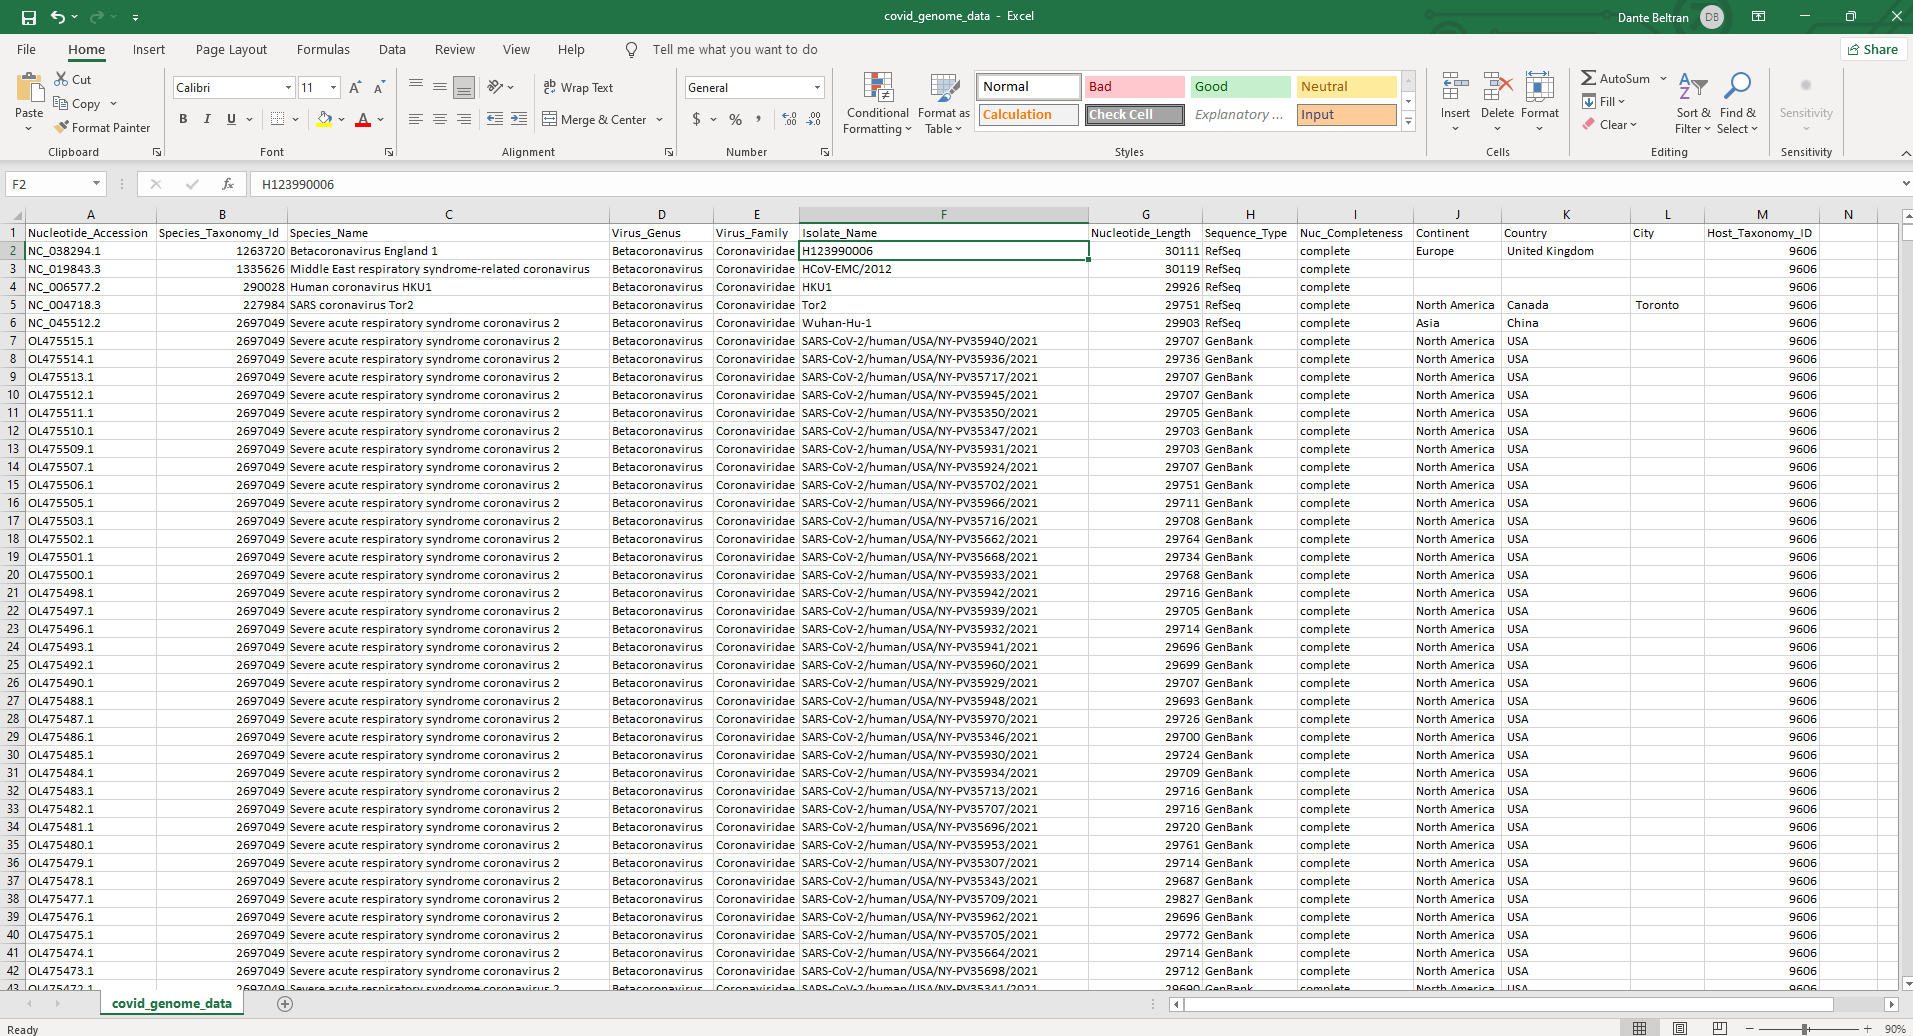 covid_genome_data - Excel
Dante Beltran DB
File Home Insert Page Layout Formulas Data Review View Help Tell me what you want to do Share
Paste Cut Copy Format Painter Clipboard
Calibri 11 B I U A Font
Wrap Text Merge & Center Alignment
General $ % Number
Conditional Formatting Format as Table
Normal Bad Good Neutral
Calculation Check Cell Explanatory ... Input
Styles
Insert Delete Format Cells
AutoSum Fill Clear Sort & Filter Find & Select Editing
Sensitivity Sensitivity
F2 fx H123990006
A B C D E F G H I J K L M N
1 Nucleotide_Accession Species_Taxonomy_Id Species_Name Virus_Genus Virus_Family Isolate_Name Nucleotide_Length Sequence_Type Nuc_Completeness Continent Country City Host_Taxonomy_ID
2 NC_038294.1 1263720 Betacoronavirus England 1 Betacoronavirus Coronaviridae H123990006 30111 RefSeq complete Europe United Kingdom 9606
3 NC_019843.3 1335626 Middle East respiratory syndrome-related coronavirus Betacoronavirus Coronaviridae HCoV-EMC/2012 30119 RefSeq complete 9606
4 NC_006577.2 290028 Human coronavirus HKU1 Betacoronavirus Coronaviridae HKU1 29926 RefSeq complete 9606
5 NC_004718.3 227984 SARS coronavirus Tor2 Betacoronavirus Coronaviridae Tor2 29751 RefSeq complete North America Canada Toronto 9606
6 NC_045512.2 2697049 Severe acute respiratory syndrome coronavirus 2 Betacoronavirus Coronaviridae Wuhan-Hu-1 29903 RefSeq complete Asia China 9606
7 OL475515.1 2697049 Severe acute respiratory syndrome coronavirus 2 Betacoronavirus Coronaviridae SARS-CoV-2/human/USA/NY-PV35940/2021 29707 GenBank complete North America USA 9606
8 OL475514.1 2697049 Severe acute respiratory syndrome coronavirus 2 Betacoronavirus Coronaviridae SARS-CoV-2/human/USA/NY-PV35936/2021 29736 GenBank complete North America USA 9606
9 OL475513.1 2697049 Severe acute respiratory syndrome coronavirus 2 Betacoronavirus Coronaviridae SARS-CoV-2/human/USA/NY-PV35717/2021 29707 GenBank complete North America USA 9606
10 OL475512.1 2697049 Severe acute respiratory syndrome coronavirus 2 Betacoronavirus Coronaviridae SARS-CoV-2/human/USA/NY-PV35945/2021 29707 GenBank complete North America USA 9606
11 OL475511.1 2697049 Severe acute respiratory syndrome coronavirus 2 Betacoronavirus Coronaviridae SARS-CoV-2/human/USA/NY-PV35350/2021 29705 GenBank complete North America USA 9606
12 OL475510.1 2697049 Severe acute respiratory syndrome coronavirus 2 Betacoronavirus Coronaviridae SARS-CoV-2/human/USA/NY-PV35347/2021 29703 GenBank complete North America USA 9606
13 OL475509.1 2697049 Severe acute respiratory syndrome coronavirus 2 Betacoronavirus Coronaviridae SARS-CoV-2/human/USA/NY-PV35931/2021 29703 GenBank complete North America USA 9606
14 OL475507.1 2697049 Severe acute respiratory syndrome coronavirus 2 Betacoronavirus Coronaviridae SARS-CoV-2/human/USA/NY-PV35924/2021 29707 GenBank complete North America USA 9606
15 OL475506.1 2697049 Severe acute respiratory syndrome coronavirus 2 Betacoronavirus Coronaviridae SARS-CoV-2/human/USA/NY-PV35702/2021 29751 GenBank complete North America USA 9606
16 OL475505.1 2697049 Severe acute respiratory syndrome coronavirus 2 Betacoronavirus Coronaviridae SARS-CoV-2/human/USA/NY-PV35966/2021 29711 GenBank complete North America USA 9606
17 OL475503.1 2697049 Severe acute respiratory syndrome coronavirus 2 Betacoronavirus Coronaviridae SARS-CoV-2/human/USA/NY-PV35716/2021 29708 GenBank complete North America USA 9606
18 OL475502.1 2697049 Severe acute respiratory syndrome coronavirus 2 Betacoronavirus Coronaviridae SARS-CoV-2/human/USA/NY-PV35662/2021 29764 GenBank complete North America USA 9606
19 OL475501.1 2697049 Severe acute respiratory syndrome coronavirus 2 Betacoronavirus Coronaviridae SARS-CoV-2/human/USA/NY-PV35668/2021 29734 GenBank complete North America USA 9606
20 OL475500.1 2697049 Severe acute respiratory syndrome coronavirus 2 Betacoronavirus Coronaviridae SARS-CoV-2/human/USA/NY-PV35933/2021 29768 GenBank complete North America USA 9606
21 OL475498.1 2697049 Severe acute respiratory syndrome coronavirus 2 Betacoronavirus Coronaviridae SARS-CoV-2/human/USA/NY-PV35942/2021 29716 GenBank complete North America USA 9606
22 OL475497.1 2697049 Severe acute respiratory syndrome coronavirus 2 Betacoronavirus Coronaviridae SARS-CoV-2/human/USA/NY-PV35939/2021 29705 GenBank complete North America USA 9606
23 OL475496.1 2697049 Severe acute respiratory syndrome coronavirus 2 Betacoronavirus Coronaviridae SARS-CoV-2/human/USA/NY-PV35932/2021 29714 GenBank complete North America USA 9606
24 OL475493.1 2697049 Severe acute respiratory syndrome coronavirus 2 Betacoronavirus Coronaviridae SARS-CoV-2/human/USA/NY-PV35941/2021 29696 GenBank complete North America USA 9606
25 OL475492.1 2697049 Severe acute respiratory syndrome coronavirus 2 Betacoronavirus Coronaviridae SARS-CoV-2/human/USA/NY-PV35960/2021 29699 GenBank complete North America USA 9606
26 OL475490.1 2697049 Severe acute respiratory syndrome coronavirus 2 Betacoronavirus Coronaviridae SARS-CoV-2/human/USA/NY-PV35929/2021 29707 GenBank complete North America USA 9606
27 OL475488.1 2697049 Severe acute respiratory syndrome coronavirus 2 Betacoronavirus Coronaviridae SARS-CoV-2/human/USA/NY-PV35948/2021 29693 GenBank complete North America USA 9606
28 OL475487.1 2697049 Severe acute respiratory syndrome coronavirus 2 Betacoronavirus Coronaviridae SARS-CoV-2/human/USA/NY-PV35970/2021 29726 GenBank complete North America USA 9606
29 OL475486.1 2697049 Severe acute respiratory syndrome coronavirus 2 Betacoronavirus Coronaviridae SARS-CoV-2/human/USA/NY-PV35346/2021 29700 GenBank complete North America USA 9606
30 OL475485.1 2697049 Severe acute respiratory syndrome coronavirus 2 Betacoronavirus Coronaviridae SARS-CoV-2/human/USA/NY-PV35930/2021 29724 GenBank complete North America USA 9606
31 OL475484.1 2697049 Severe acute respiratory syndrome coronavirus 2 Betacoronavirus Coronaviridae SARS-CoV-2/human/USA/NY-PV35934/2021 29709 GenBank complete North America USA 9606
32 OL475483.1 2697049 Severe acute respiratory syndrome coronavirus 2 Betacoronavirus Coronaviridae SARS-CoV-2/human/USA/NY-PV35713/2021 29716 GenBank complete North America USA 9606
33 OL475482.1 2697049 Severe acute respiratory syndrome coronavirus 2 Betacoronavirus Coronaviridae SARS-CoV-2/human/USA/NY-PV35707/2021 29716 GenBank complete North America USA 9606
34 OL475481.1 2697049 Severe acute respiratory syndrome coronavirus 2 Betacoronavirus Coronaviridae SARS-CoV-2/human/USA/NY-PV35696/2021 29720 GenBank complete North America USA 9606
35 OL475480.1 2697049 Severe acute respiratory syndrome coronavirus 2 Betacoronavirus Coronaviridae SARS-CoV-2/human/USA/NY-PV35953/2021 29761 GenBank complete North America USA 9606
36 OL475479.1 2697049 Severe acute respiratory syndrome coronavirus 2 Betacoronavirus Coronaviridae SARS-CoV-2/human/USA/NY-PV35307/2021 29714 GenBank complete North America USA 9606
37 OL475478.1 2697049 Severe acute respiratory syndrome coronavirus 2 Betacoronavirus Coronaviridae SARS-CoV-2/human/USA/NY-PV35343/2021 29687 GenBank complete North America USA 9606
38 OL475477.1 2697049 Severe acute respiratory syndrome coronavirus 2 Betacoronavirus Coronaviridae SARS-CoV-2/human/USA/NY-PV35709/2021 29827 GenBank complete North America USA 9606
39 OL475476.1 2697049 Severe acute respiratory syndrome coronavirus 2 Betacoronavirus Coronaviridae SARS-CoV-2/human/USA/NY-PV35962/2021 29696 GenBank complete North America USA 9606
40 OL475475.1 2697049 Severe acute respiratory syndrome coronavirus 2 Betacoronavirus Coronaviridae SARS-CoV-2/human/USA/NY-PV35705/2021 29772 GenBank complete North America USA 9606
41 OL475474.1 2697049 Severe acute respiratory syndrome coronavirus 2 Betacoronavirus Coronaviridae SARS-CoV-2/human/USA/NY-PV35664/2021 29714 GenBank complete North America USA 9606
42 OL475473.1 2697049 Severe acute respiratory syndrome coronavirus 2 Betacoronavirus Coronaviridae SARS-CoV-2/human/USA/NY-PV35698/2021 29712 GenBank complete North America USA 9606
43 OL475472.1 2697049 Severe acute respiratory syndrome coronavirus 2 Betacoronavirus Coronaviridae SARS-CoV-2/human/USA/NY-PV35341/2021 29690 GenBank complete North America USA 9606
covid_genome_data
Ready 90%